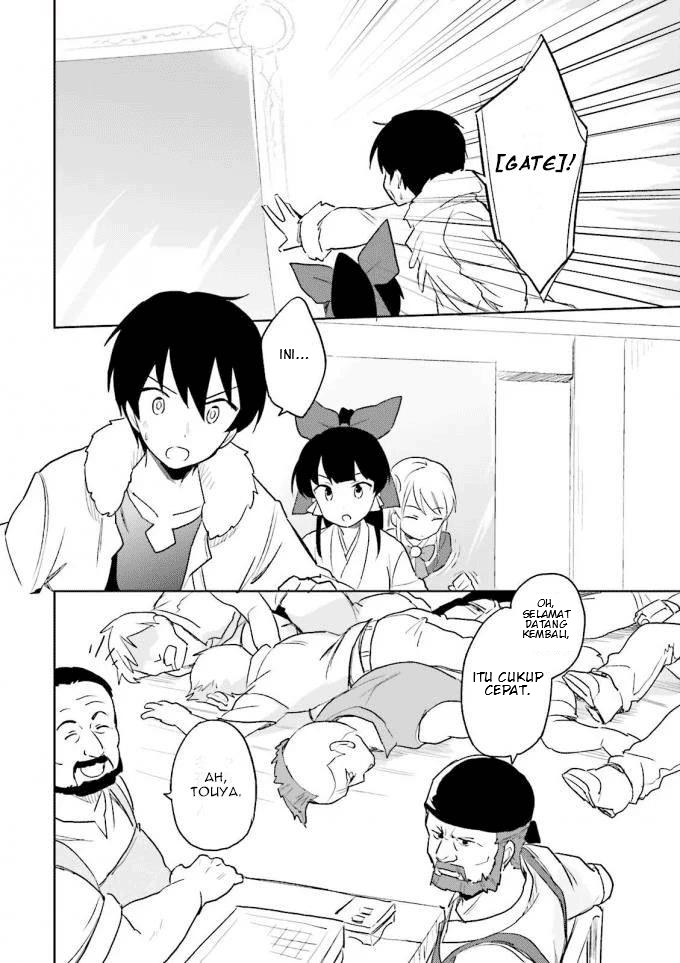 [GATE]!
INI...
OH,
SELAMAT
DATANG
KEMBALI,
ITU CUKUP
CEPAT.
AH,
TOUYA.